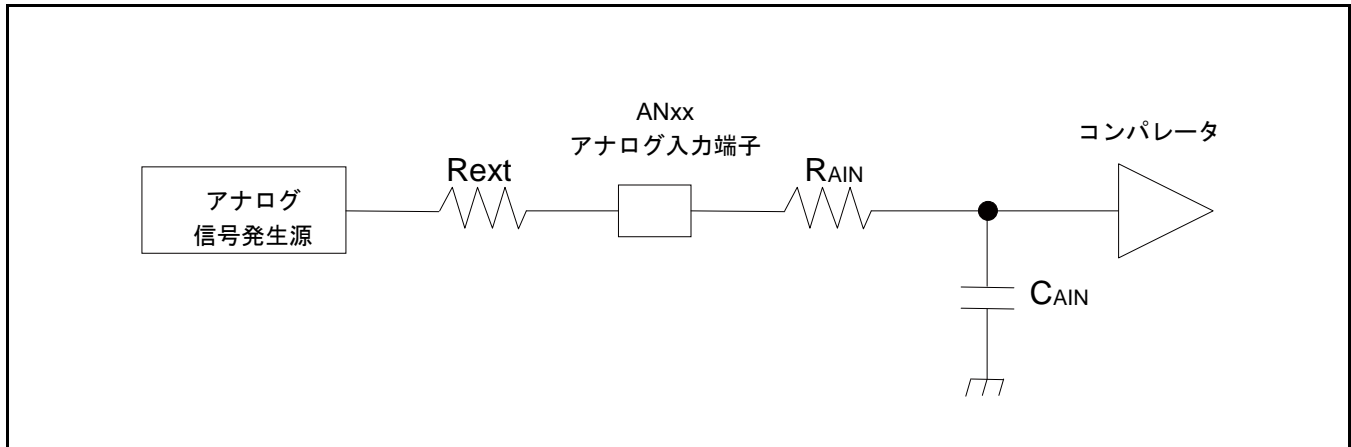 ANxx
アナログ入力端子
コンパレータ
Rext
RAIN
アナログ
信号発生源
CAIN